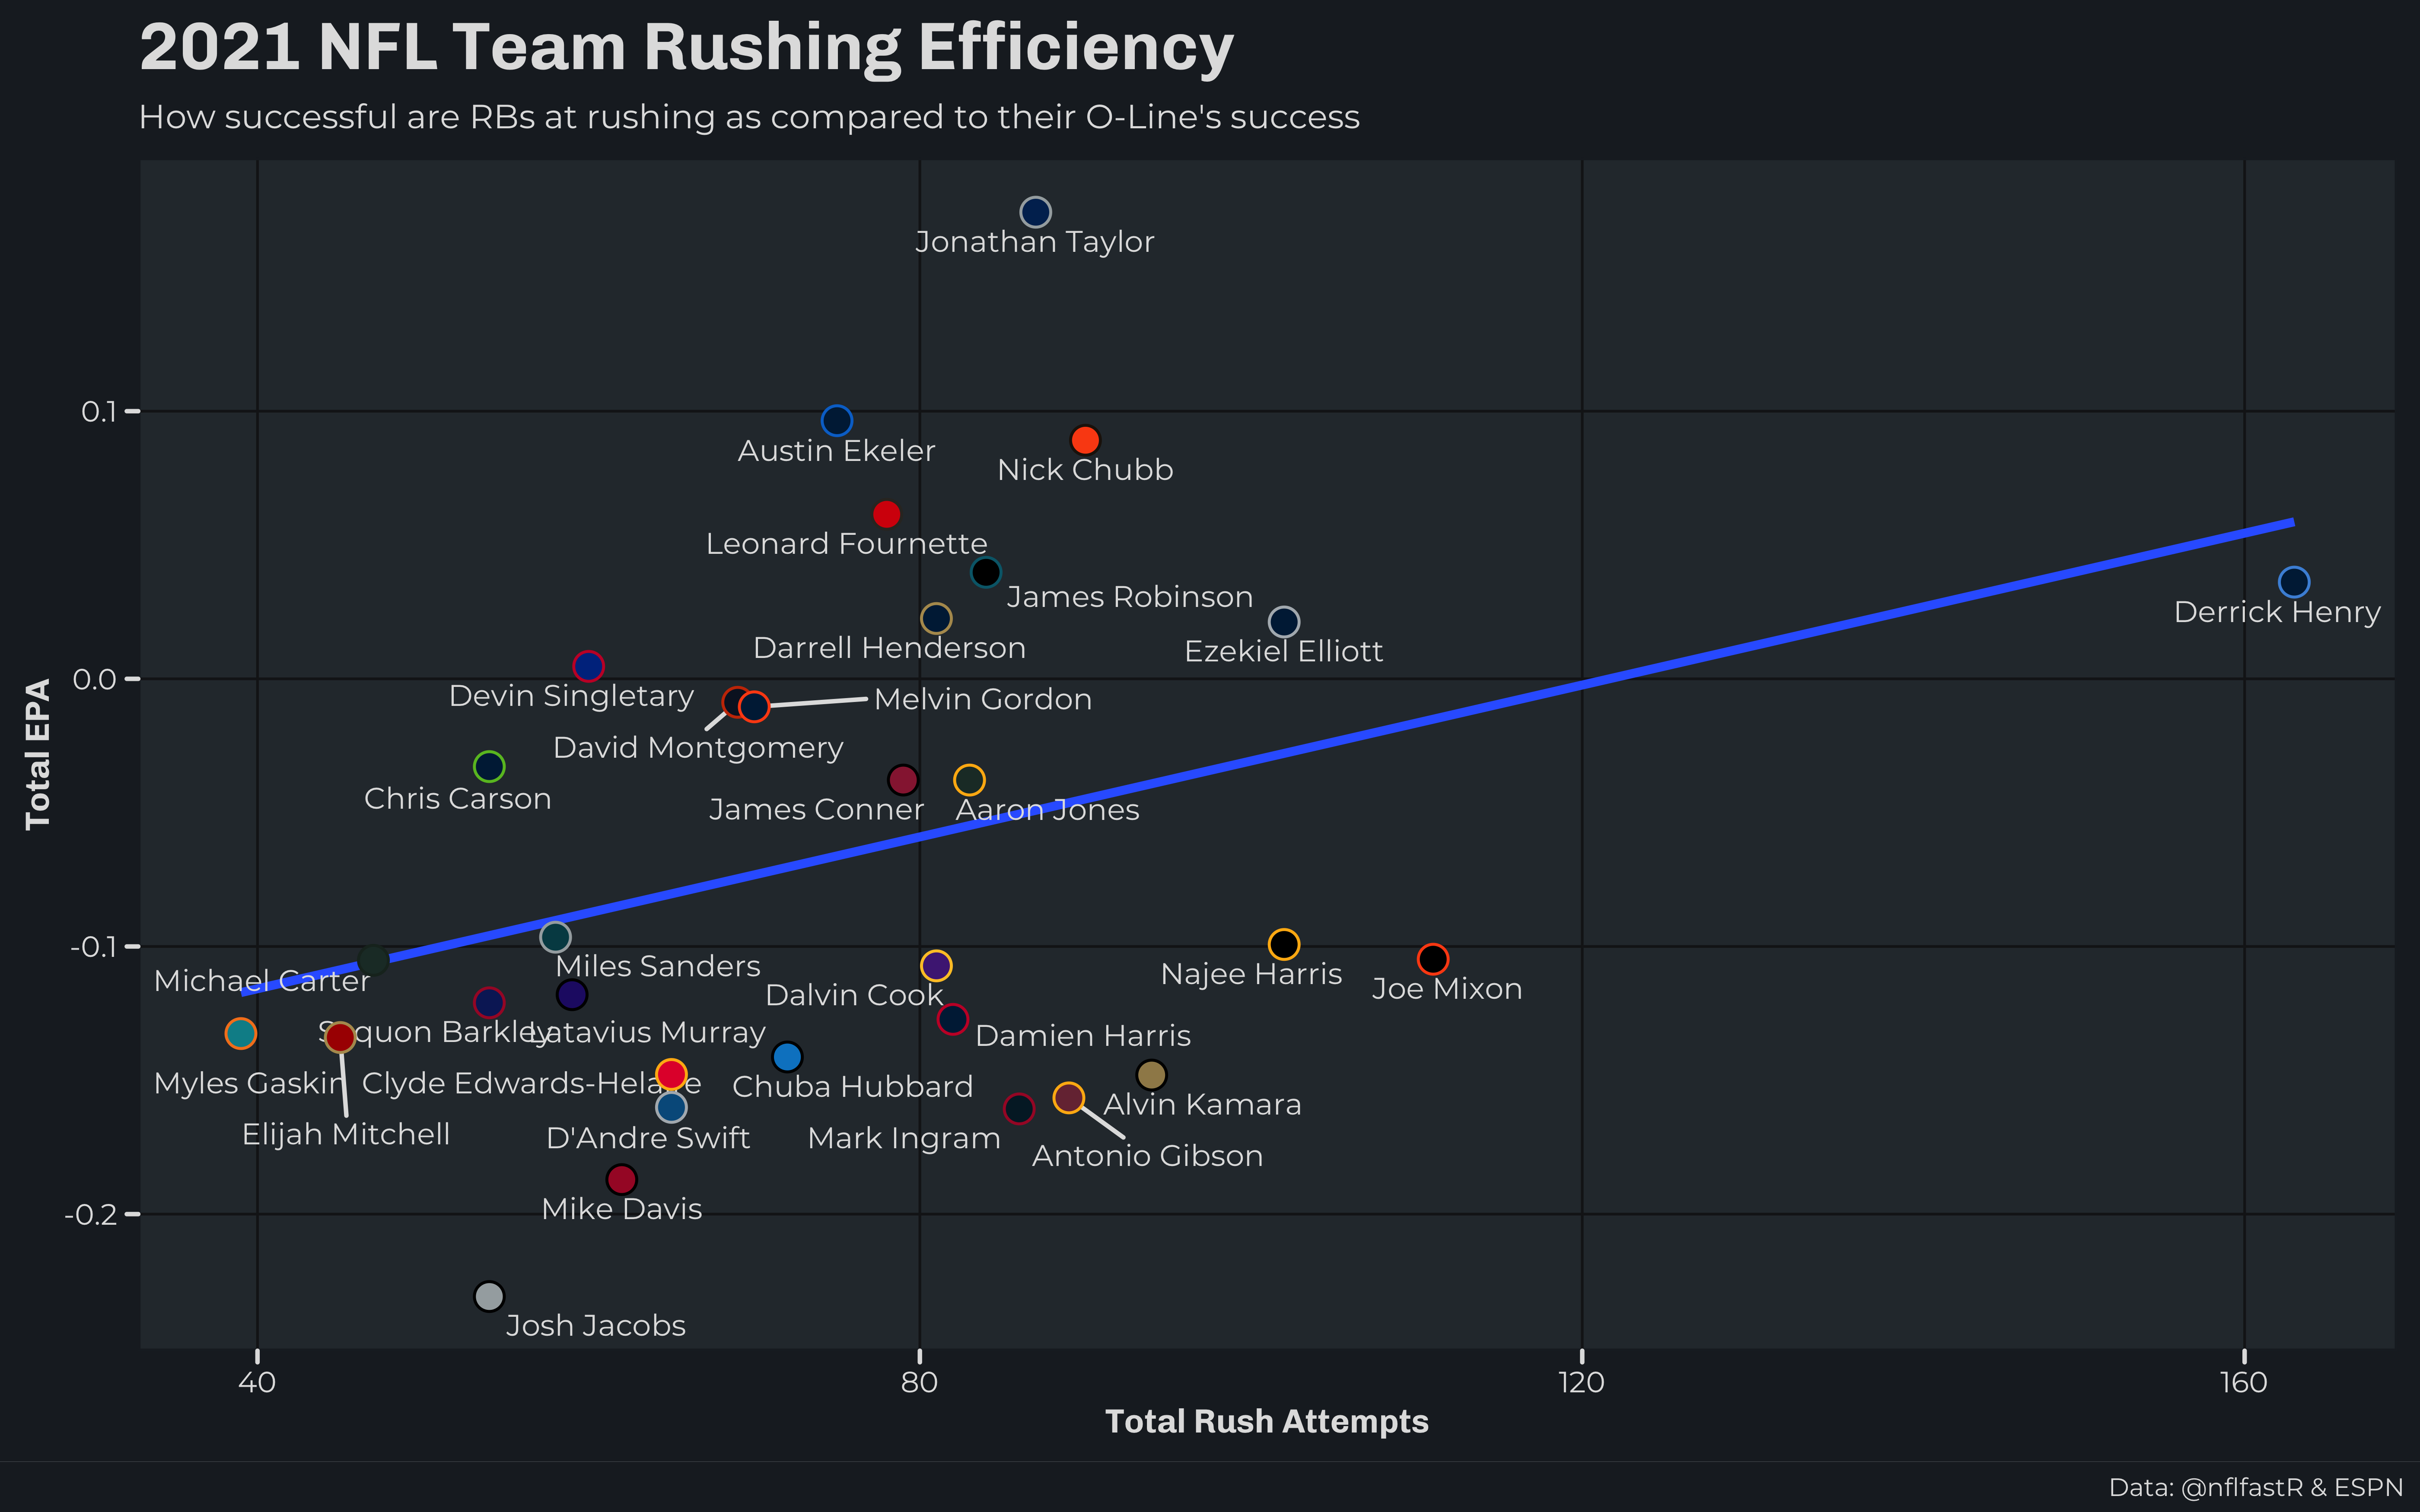 2021 NFL Team Rushing Efficiency
How successful are RBs at rushing as compared to their O-Line's success
Jonathan Taylor
0.1
Austin Ekeler
Nick Chubb
Leonard Fournette
James Robinson
Derrick Henry
Darrell Henderson
Ezekiel Elliott
0.0
Devin Singletary
Melvin Gordon
David Montgomery
Total EPA
Chris Carson
James Conner
Aaron Jones
-0.1
Miles Sanders
Michael Carter
Najee Harris
Joe Mixon
Dalvin Cook
Saquon Barkley
Latavius Murray
Damien Harris
Myles Gaskin
Clyde Edwards-Helaire
Chuba Hubbard
Alvin Kamara
Elijah Mitchell
D'Andre Swift
Mark Ingram
Antonio Gibson
Mike Davis
-0.2
Josh Jacobs
40
80
120
160
Total Rush Attempts
Data: @nflfastR & ESPN